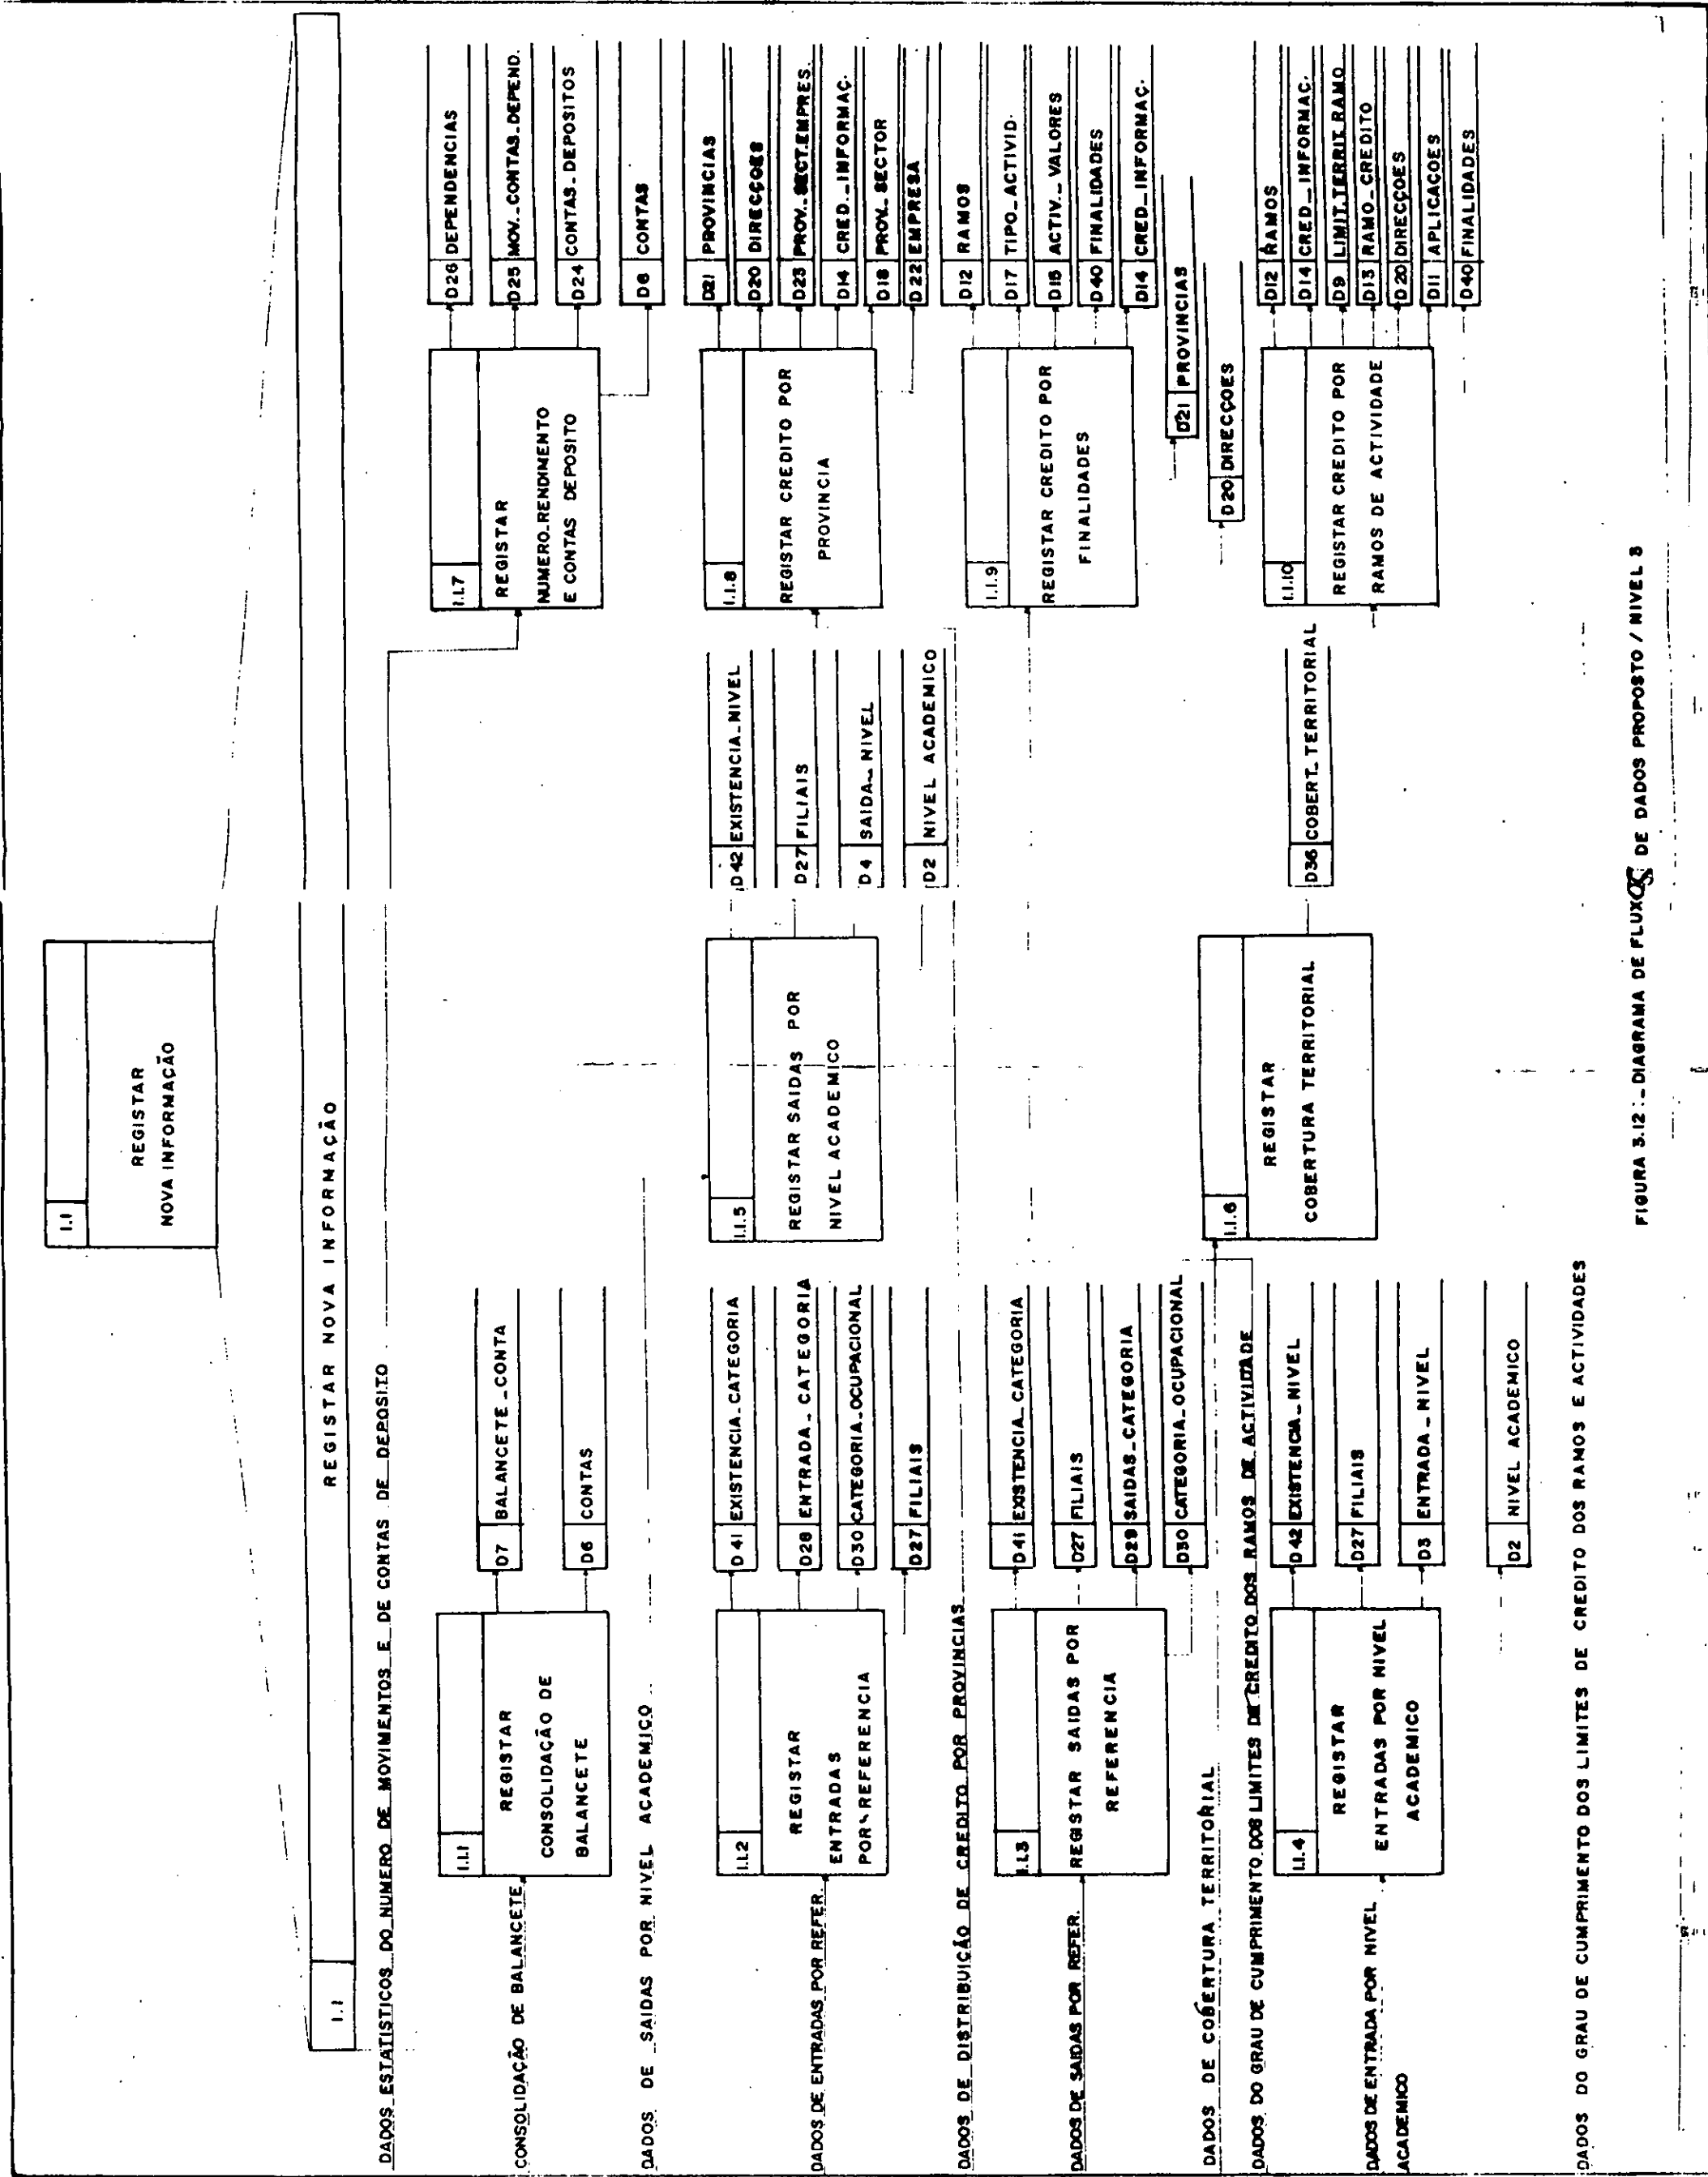 1.1
REGISTAR
NOVA INFORMAÇÃO
1.1
REGISTAR NOVA INFORMAÇÃO
DADOS ESTATISTICOS DO NUMERO DE MOVIMENTOS E DE CONTAS DE DEPOSITO
CONSOLIDAÇÃO DE BALANCETE
1.1.1
REGISTAR
CONSOLIDAÇÃO DE
BALANCETE
D7 BALANCETE_CONTA
D6 CONTAS
1.1.7
REGISTAR
NUMERO_RENDIMENTO
E CONTAS DEPOSITO
D26 DEPENDENCIAS
D25 MOV._CONTAS_DEPEND.
D24 CONTAS_DEPOSITOS
D6 CONTAS
DADOS DE SAIDAS POR NIVEL ACADEMICO
DADOS DE ENTRADAS POR REFER.
1.1.2
REGISTAR
ENTRADAS
POR REFERENCIA
D41 EXISTENCIA_CATEGORIA
D28 ENTRADA_CATEGORIA
D30 CATEGORIA_OCUPACIONAL
D27 FILIAIS
1.1.5
REGISTAR SAIDAS POR
NIVEL ACADEMICO
D42 EXISTENCIA_NIVEL
D27 FILIAIS
D4 SAIDA_NIVEL
D2 NIVEL ACADEMICO
1.1.8
REGISTAR CREDITO POR
PROVINCIA
D21 PROVINCIAS
D20 DIRECÇOES
D23 PROV._SECT.EMPRES.
D14 CRED._INFORMAÇ.
D18 PROV._SECTOR
D22 EMPRESA
DADOS DE DISTRIBUIÇÃO DE CREDITO POR PROVINCIAS
DADOS DE SAIDAS POR REFER.
1.1.3
REGISTAR SAIDAS POR
REFERENCIA
D41 EXISTENCIA_CATEGORIA
D27 FILIAIS
D29 SAIDAS_CATEGORIA
D30 CATEGORIA_OCUPACIONAL
1.1.9
REGISTAR CREDITO POR
FINALIDADES
D12 RAMOS
D17 TIPO_ACTIVID.
D15 ACTIV._VALORES
D40 FINALIDADES
D14 CRED_INFORMAÇ.
D21 PROVINCIAS
D20 DIRECÇOES
DADOS DE COBERTURA TERRITORIAL
1.1.6
REGISTAR
COBERTURA TERRITORIAL
D36 COBERT_TERRITORIAL
DADOS DO GRAU DE CUMPRIMENTO DOS LIMITES DE CREDITO DOS RAMOS DE ACTIVIDADE
DADOS DE ENTRADA POR NIVEL
ACADEMICO
1.1.4
REGISTAR
ENTRADAS POR NIVEL
ACADEMICO
D42 EXISTENCIA_NIVEL
D27 FILIAIS
D3 ENTRADA_NIVEL
D2 NIVEL ACADEMICO
1.1.10
REGISTAR CREDITO POR
RAMOS DE ACTIVIDADE
D12 RAMOS
D14 CRED_INFORMAÇ.
D9 LIMIT.TERRIT.RAMO
D13 RAMO_CREDITO
D20 DIRECÇOES
D11 APLICAÇOES
D40 FINALIDADES
DADOS DO GRAU DE CUMPRIMENTO DOS LIMITES DE CREDITO DOS RAMOS E ACTIVIDADES
FIGURA 3.12:_DIAGRAMA DE FLUXOS DE DADOS PROPOSTO / NIVEL 3